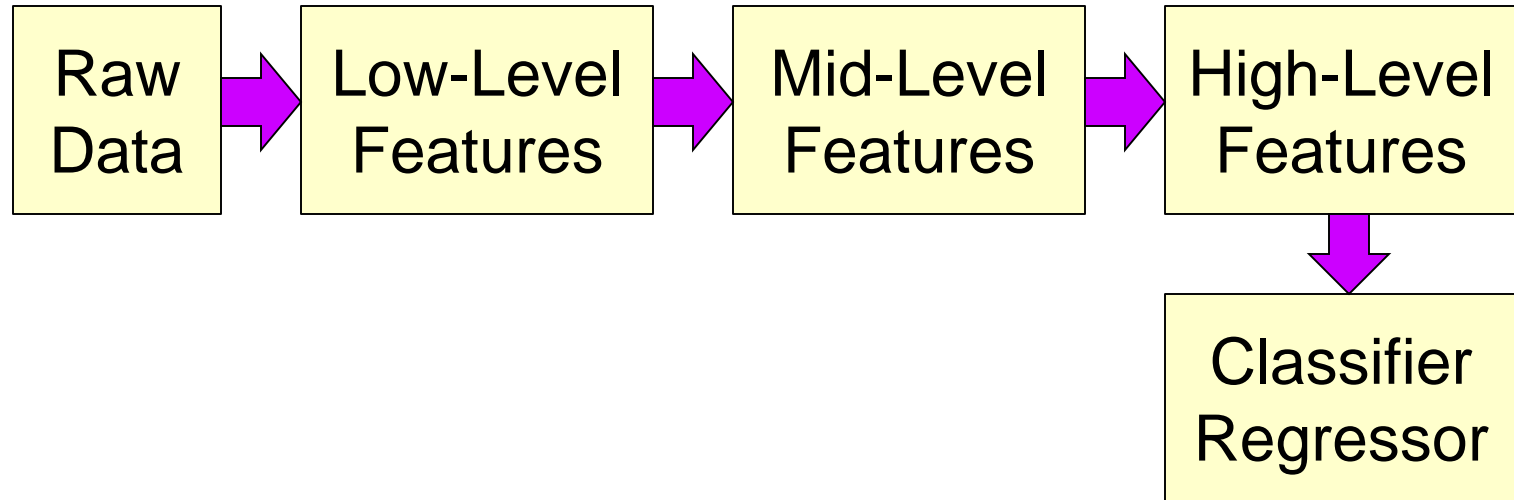 Raw
Data
Low-Level
Features
Mid-Level
Features
High-Level
Features
Classifier
Regressor